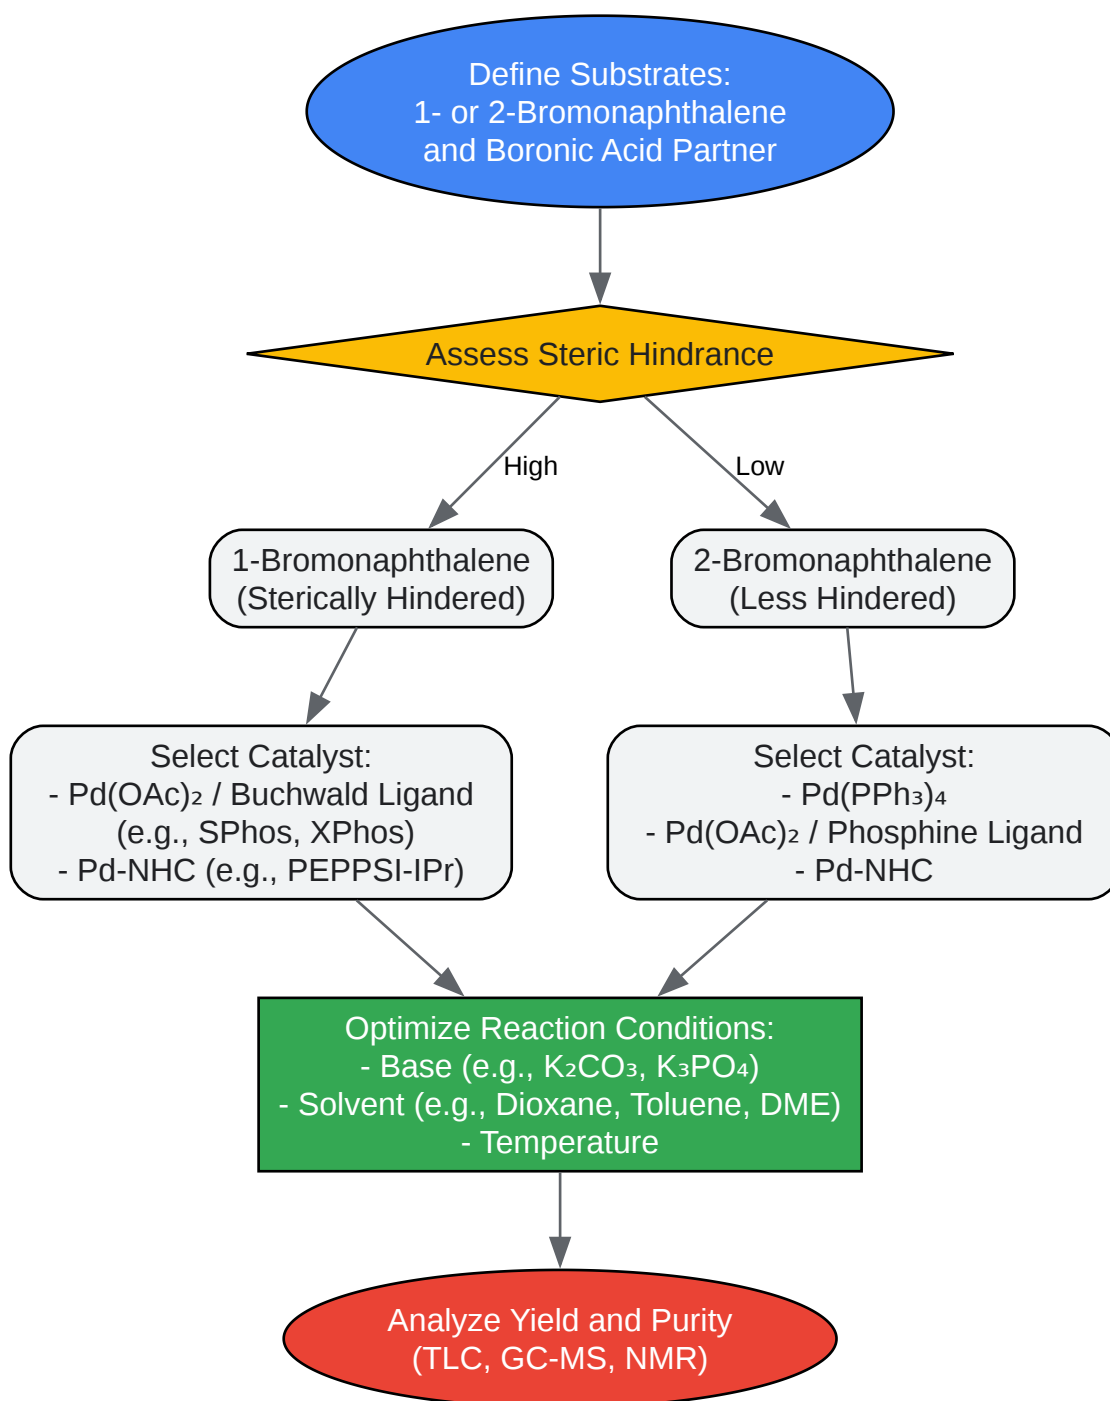 Define Substrates:
1- or 2-Bromonaphthalene
and Boronic Acid Partner
Assess Steric Hindrance
High
Low
1-Bromonaphthalene
(Sterically Hindered)
2-Bromonaphthalene
(Less Hindered)
Select Catalyst:
- Pd(OAc)₂ / Buchwald Ligand
(e.g., SPhos, XPhos)
- Pd-NHC (e.g., PEPPSI-IPr)
Select Catalyst:
- Pd(PPh₃)₄
- Pd(OAc)₂ / Phosphine Ligand
- Pd-NHC
Optimize Reaction Conditions:
- Base (e.g., K₂CO₃, K₃PO₄)
- Solvent (e.g., Dioxane, Toluene, DME)
- Temperature
Analyze Yield and Purity
(TLC, GC-MS, NMR)